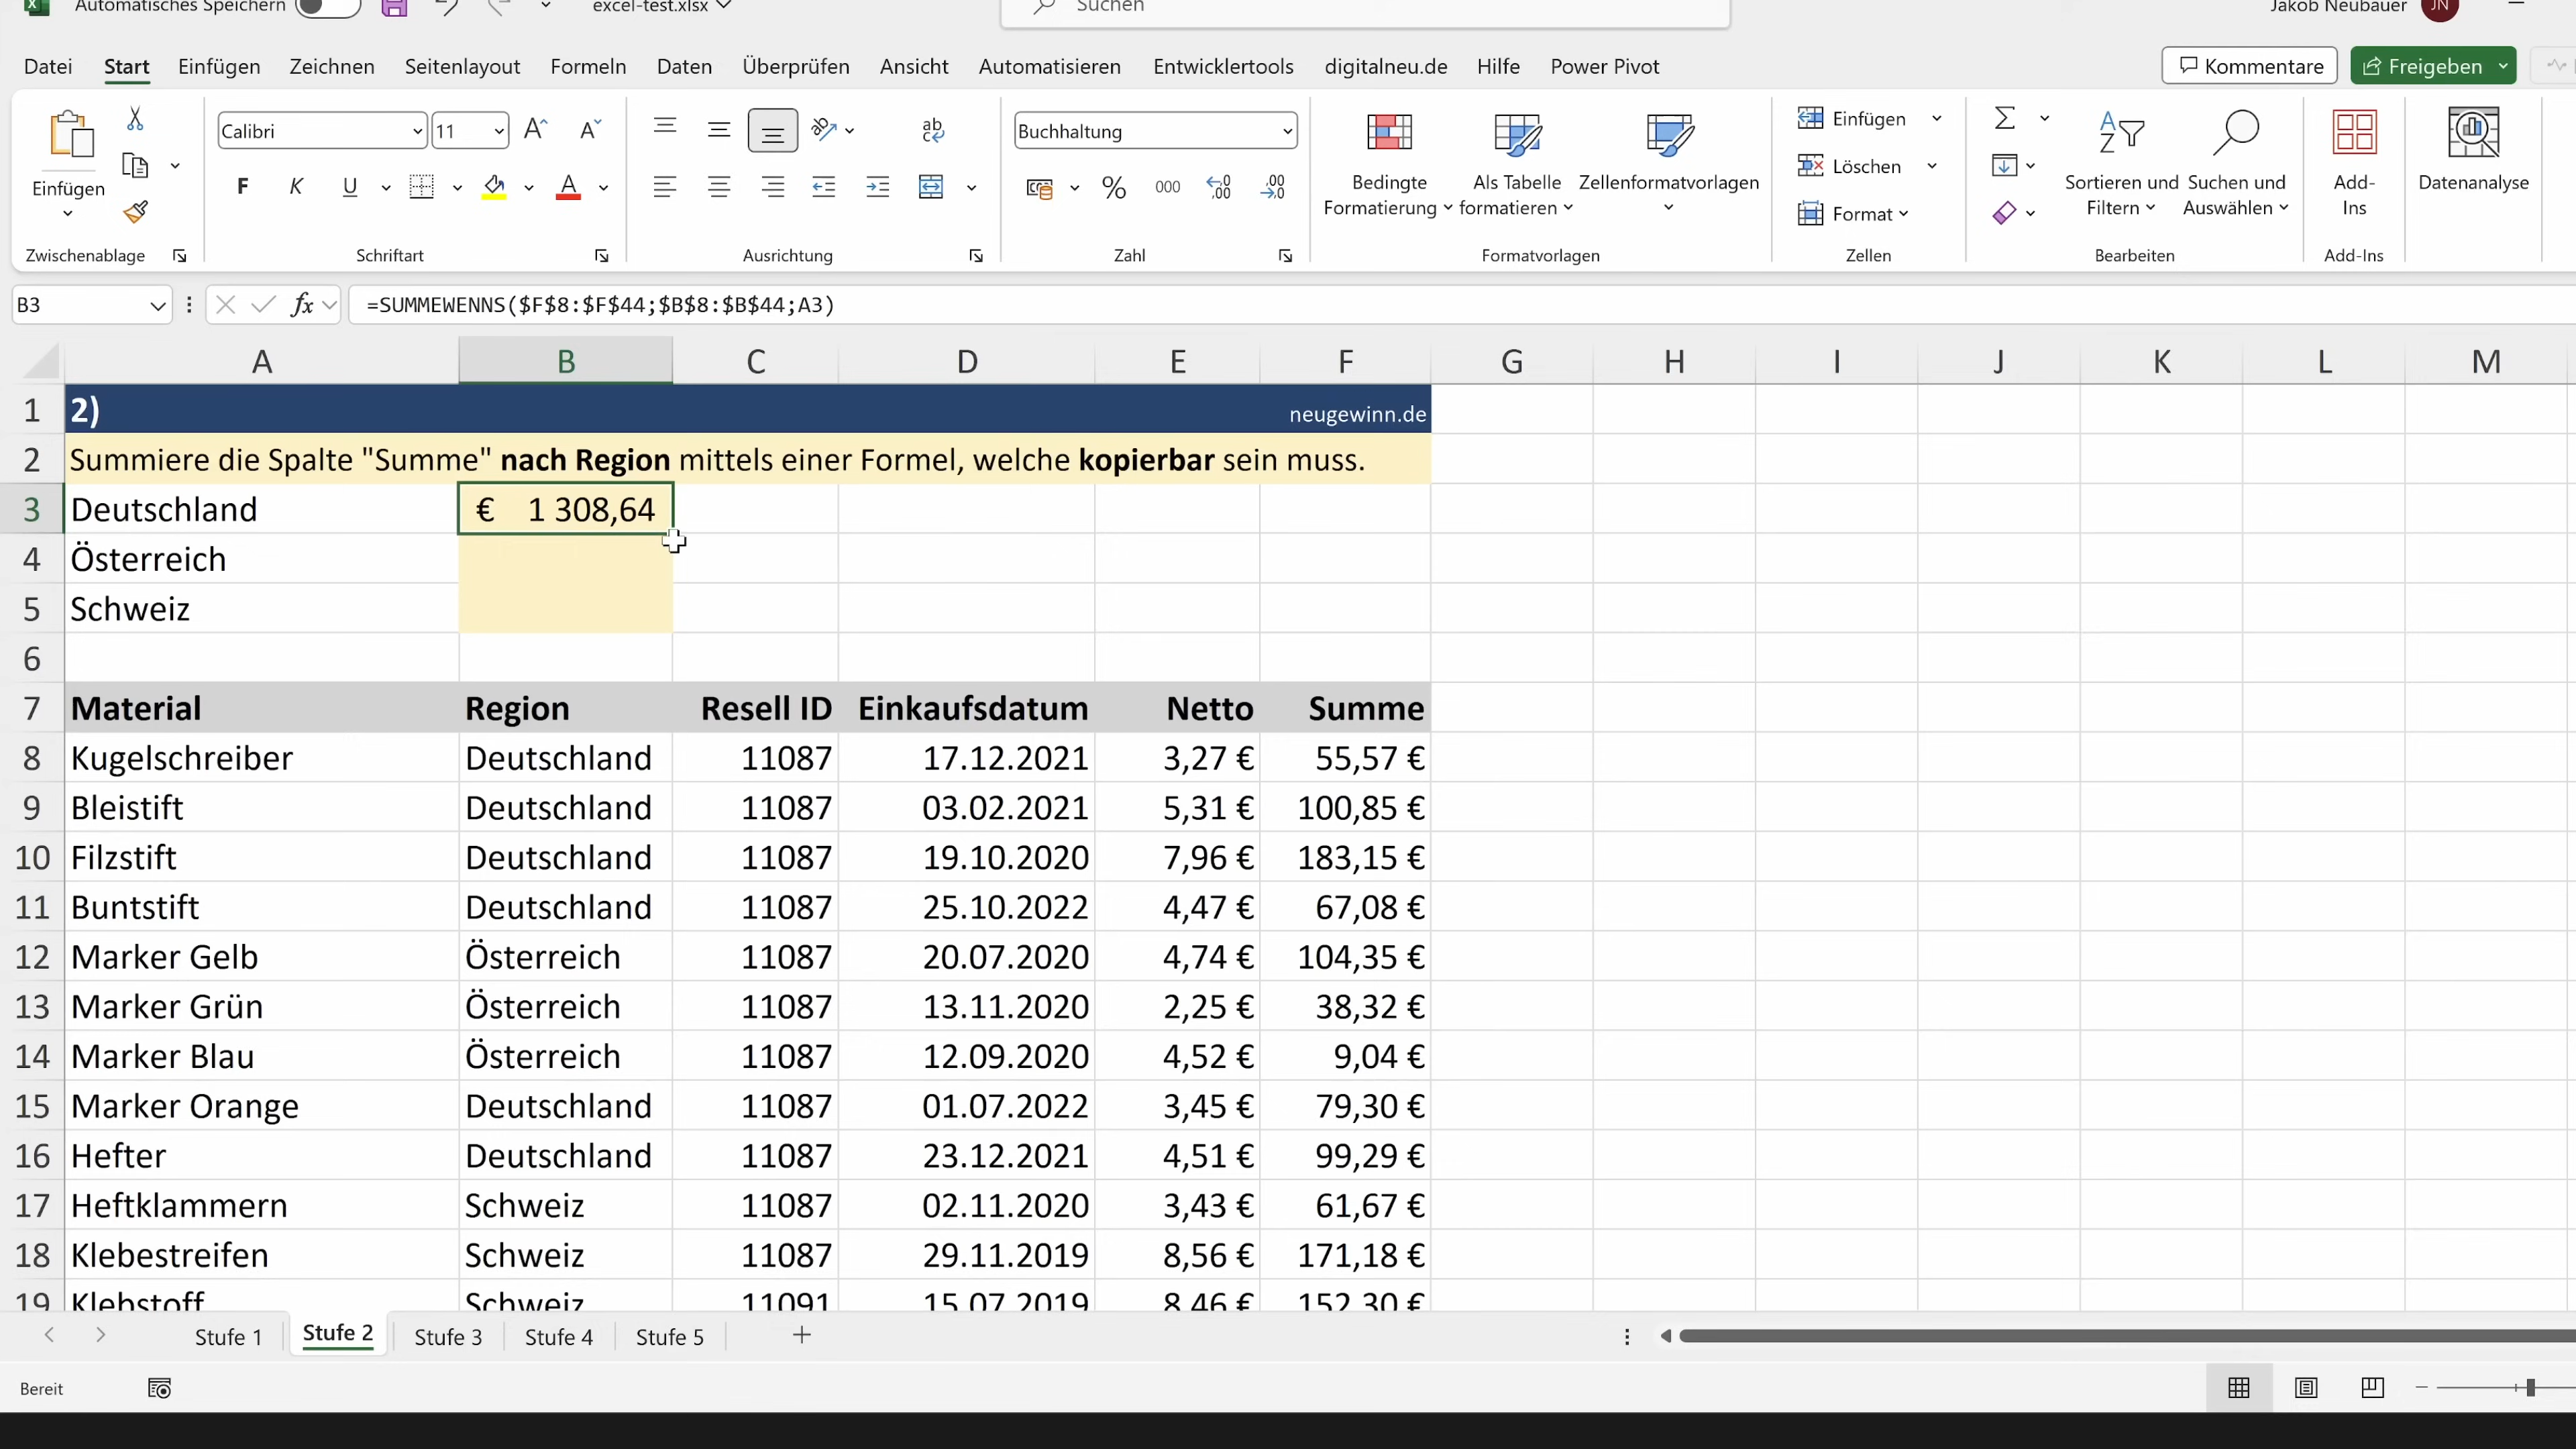 Automatisches Speichern excel-test.xlsx Suchen Jakob Neubauer JN
Datei Start Einfügen Zeichnen Seitenlayout Formeln Daten Überprüfen Ansicht Automatisieren Entwicklertools digitalneu.de Hilfe Power Pivot Kommentare Freigeben
Calibri 11 Buchhaltung Einfügen
Löschen
Einfügen F K U A % 000 Bedingte Als Tabelle Zellenformatvorlagen Sortieren und Suchen und Add- Datenanalyse
Formatierung formatieren Format Filtern Auswählen Ins
Zwischenablage Schriftart Ausrichtung Zahl Formatvorlagen Zellen Bearbeiten Add-Ins
B3 fx =SUMMEWENNS($F$8:$F$44;$B$8:$B$44;A3)
A B C D E F G H I J K L M
1 2) neugewinn.de
2 Summiere die Spalte "Summe" nach Region mittels einer Formel, welche kopierbar sein muss.
3 Deutschland € 1 308,64
4 Österreich
5 Schweiz
6
7 Material Region Resell ID Einkaufsdatum Netto Summe
8 Kugelschreiber Deutschland 11087 17.12.2021 3,27 € 55,57 €
9 Bleistift Deutschland 11087 03.02.2021 5,31 € 100,85 €
10 Filzstift Deutschland 11087 19.10.2020 7,96 € 183,15 €
11 Buntstift Deutschland 11087 25.10.2022 4,47 € 67,08 €
12 Marker Gelb Österreich 11087 20.07.2020 4,74 € 104,35 €
13 Marker Grün Österreich 11087 13.11.2020 2,25 € 38,32 €
14 Marker Blau Österreich 11087 12.09.2020 4,52 € 9,04 €
15 Marker Orange Deutschland 11087 01.07.2022 3,45 € 79,30 €
16 Hefter Deutschland 11087 23.12.2021 4,51 € 99,29 €
17 Heftklammern Schweiz 11087 02.11.2020 3,43 € 61,67 €
18 Klebestreifen Schweiz 11087 29.11.2019 8,56 € 171,18 €
19 Klebstoff Schweiz 11091 15.07.2019 8,46 € 152,30 €
Stufe 1 Stufe 2 Stufe 3 Stufe 4 Stufe 5
Bereit